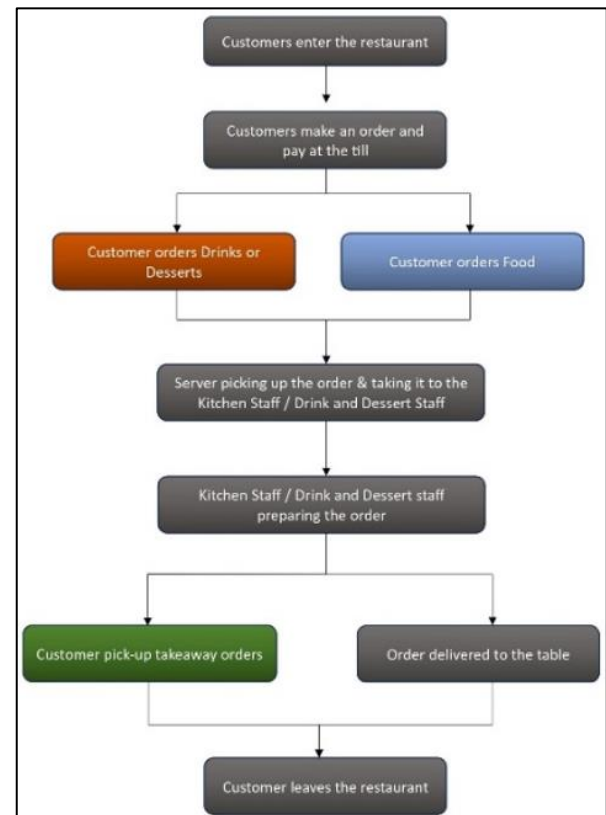 Customers enter the restaurant
Customers make an order and
pay at the till
Customer orders Drinks or
Desserts
Customer orders Food
Server picking up the order & taking it to the
Kitchen Staff / Drink and Dessert Staff
Kitchen Staff / Drink and Dessert staff
preparing the order
Customer pick-up takeaway orders
Order delivered to the table
Customer leaves the restaurant